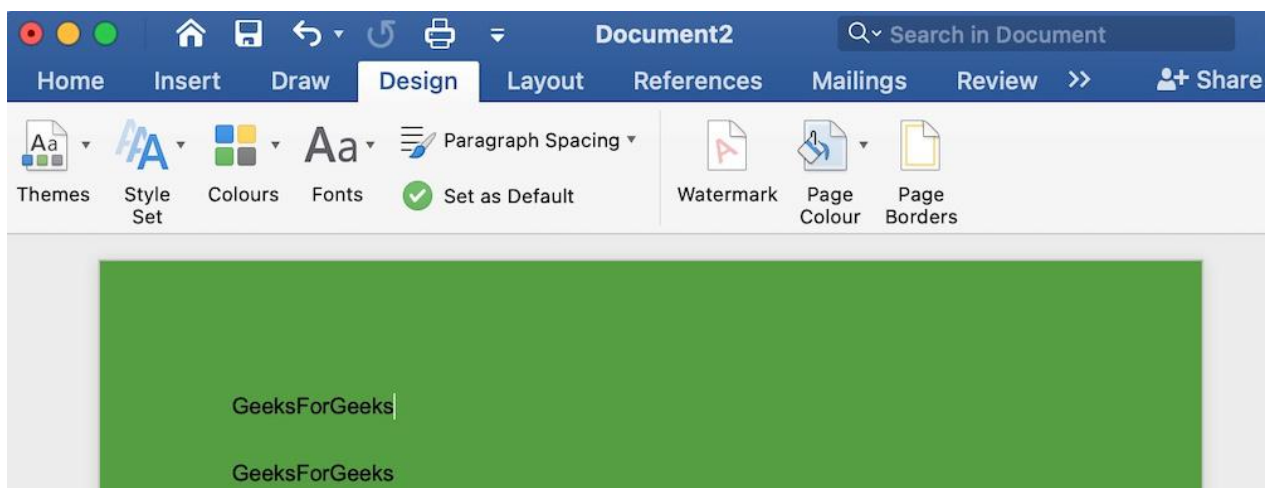 Document2
Search in Document
Home Insert Draw Design Layout References Mailings Review >> Share
Aa Aa Paragraph Spacing
Themes Style Set Colours Fonts Set as Default Watermark Page Colour Page Borders
GeeksForGeeks
GeeksForGeeks